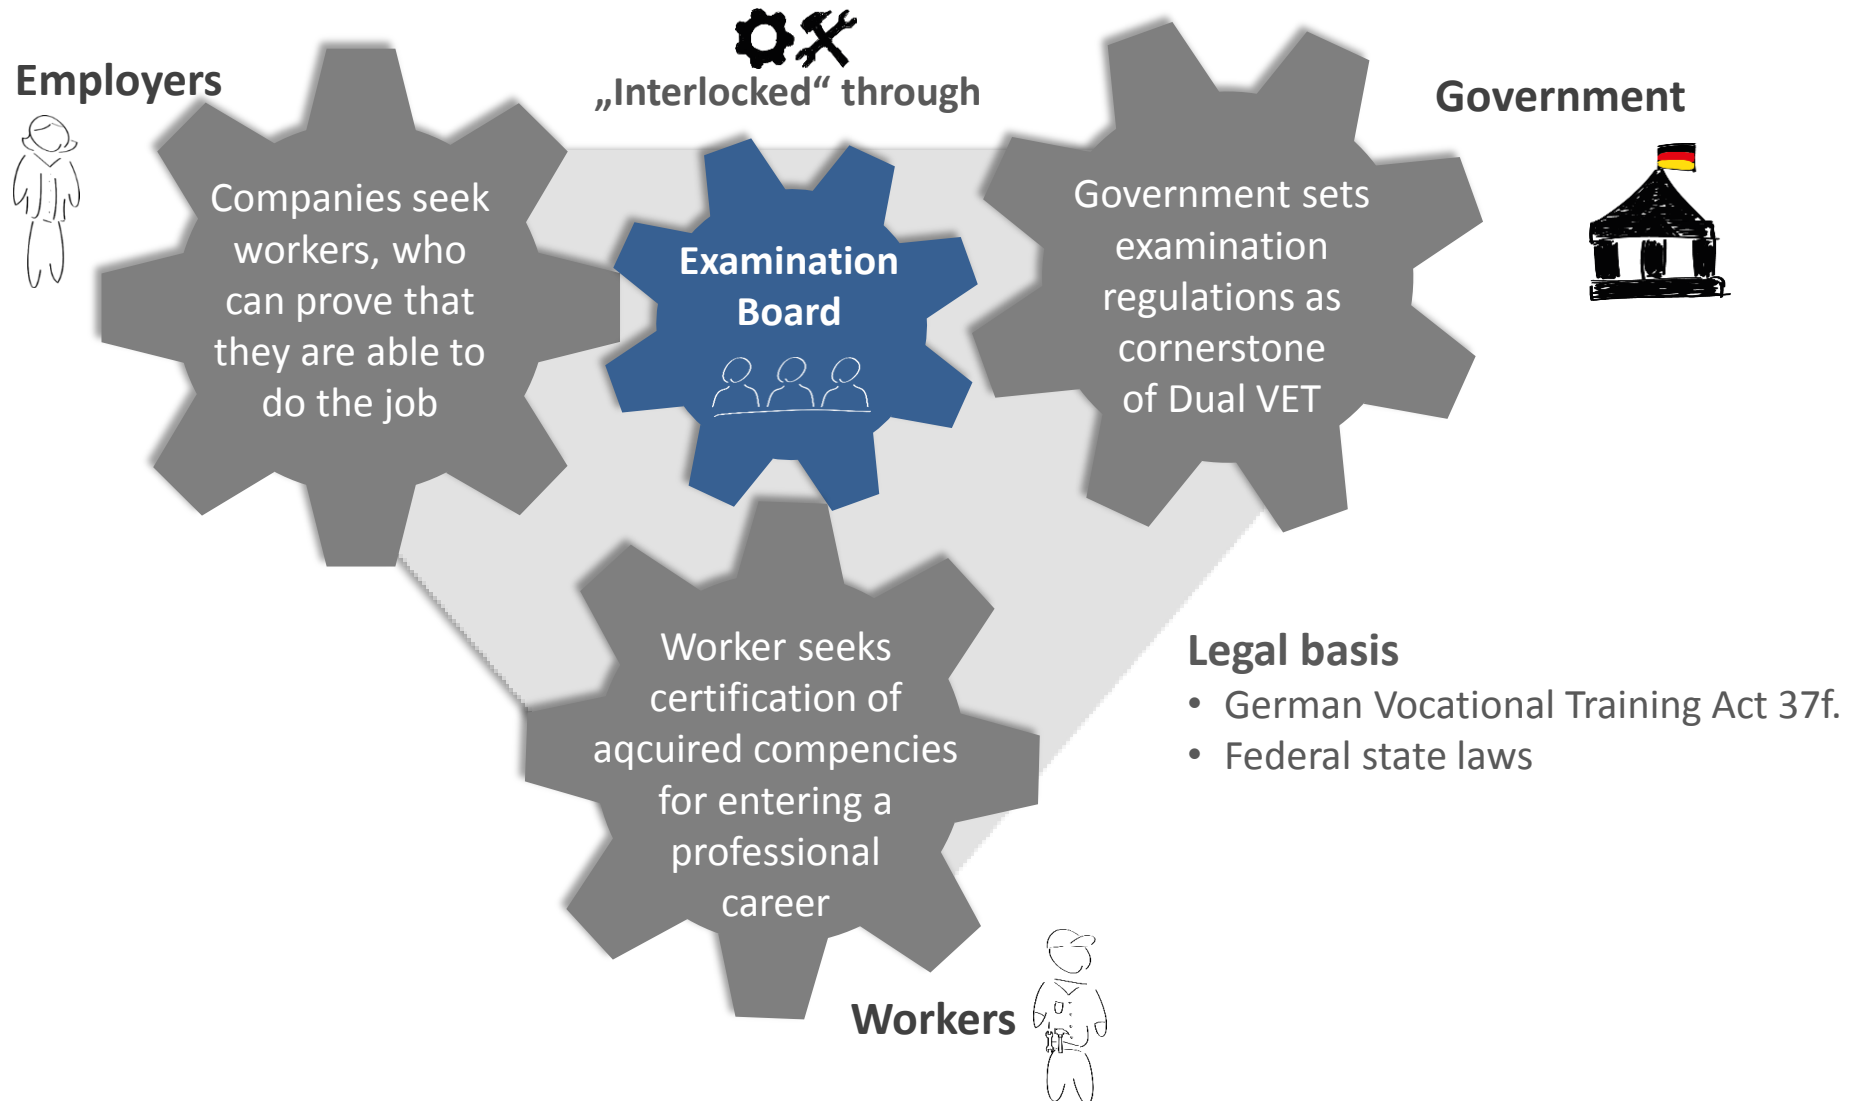 Employers
„Interlocked“ through
Government
Companies seek
workers, who
can prove that
they are able to
do the job
Examination
Board
Government sets
examination
regulations as
cornerstone
of Dual VET
Worker seeks
certification of
aqcuired compencies
for entering a
professional
career
Legal basis
• German Vocational Training Act 37f.
• Federal state laws
Workers